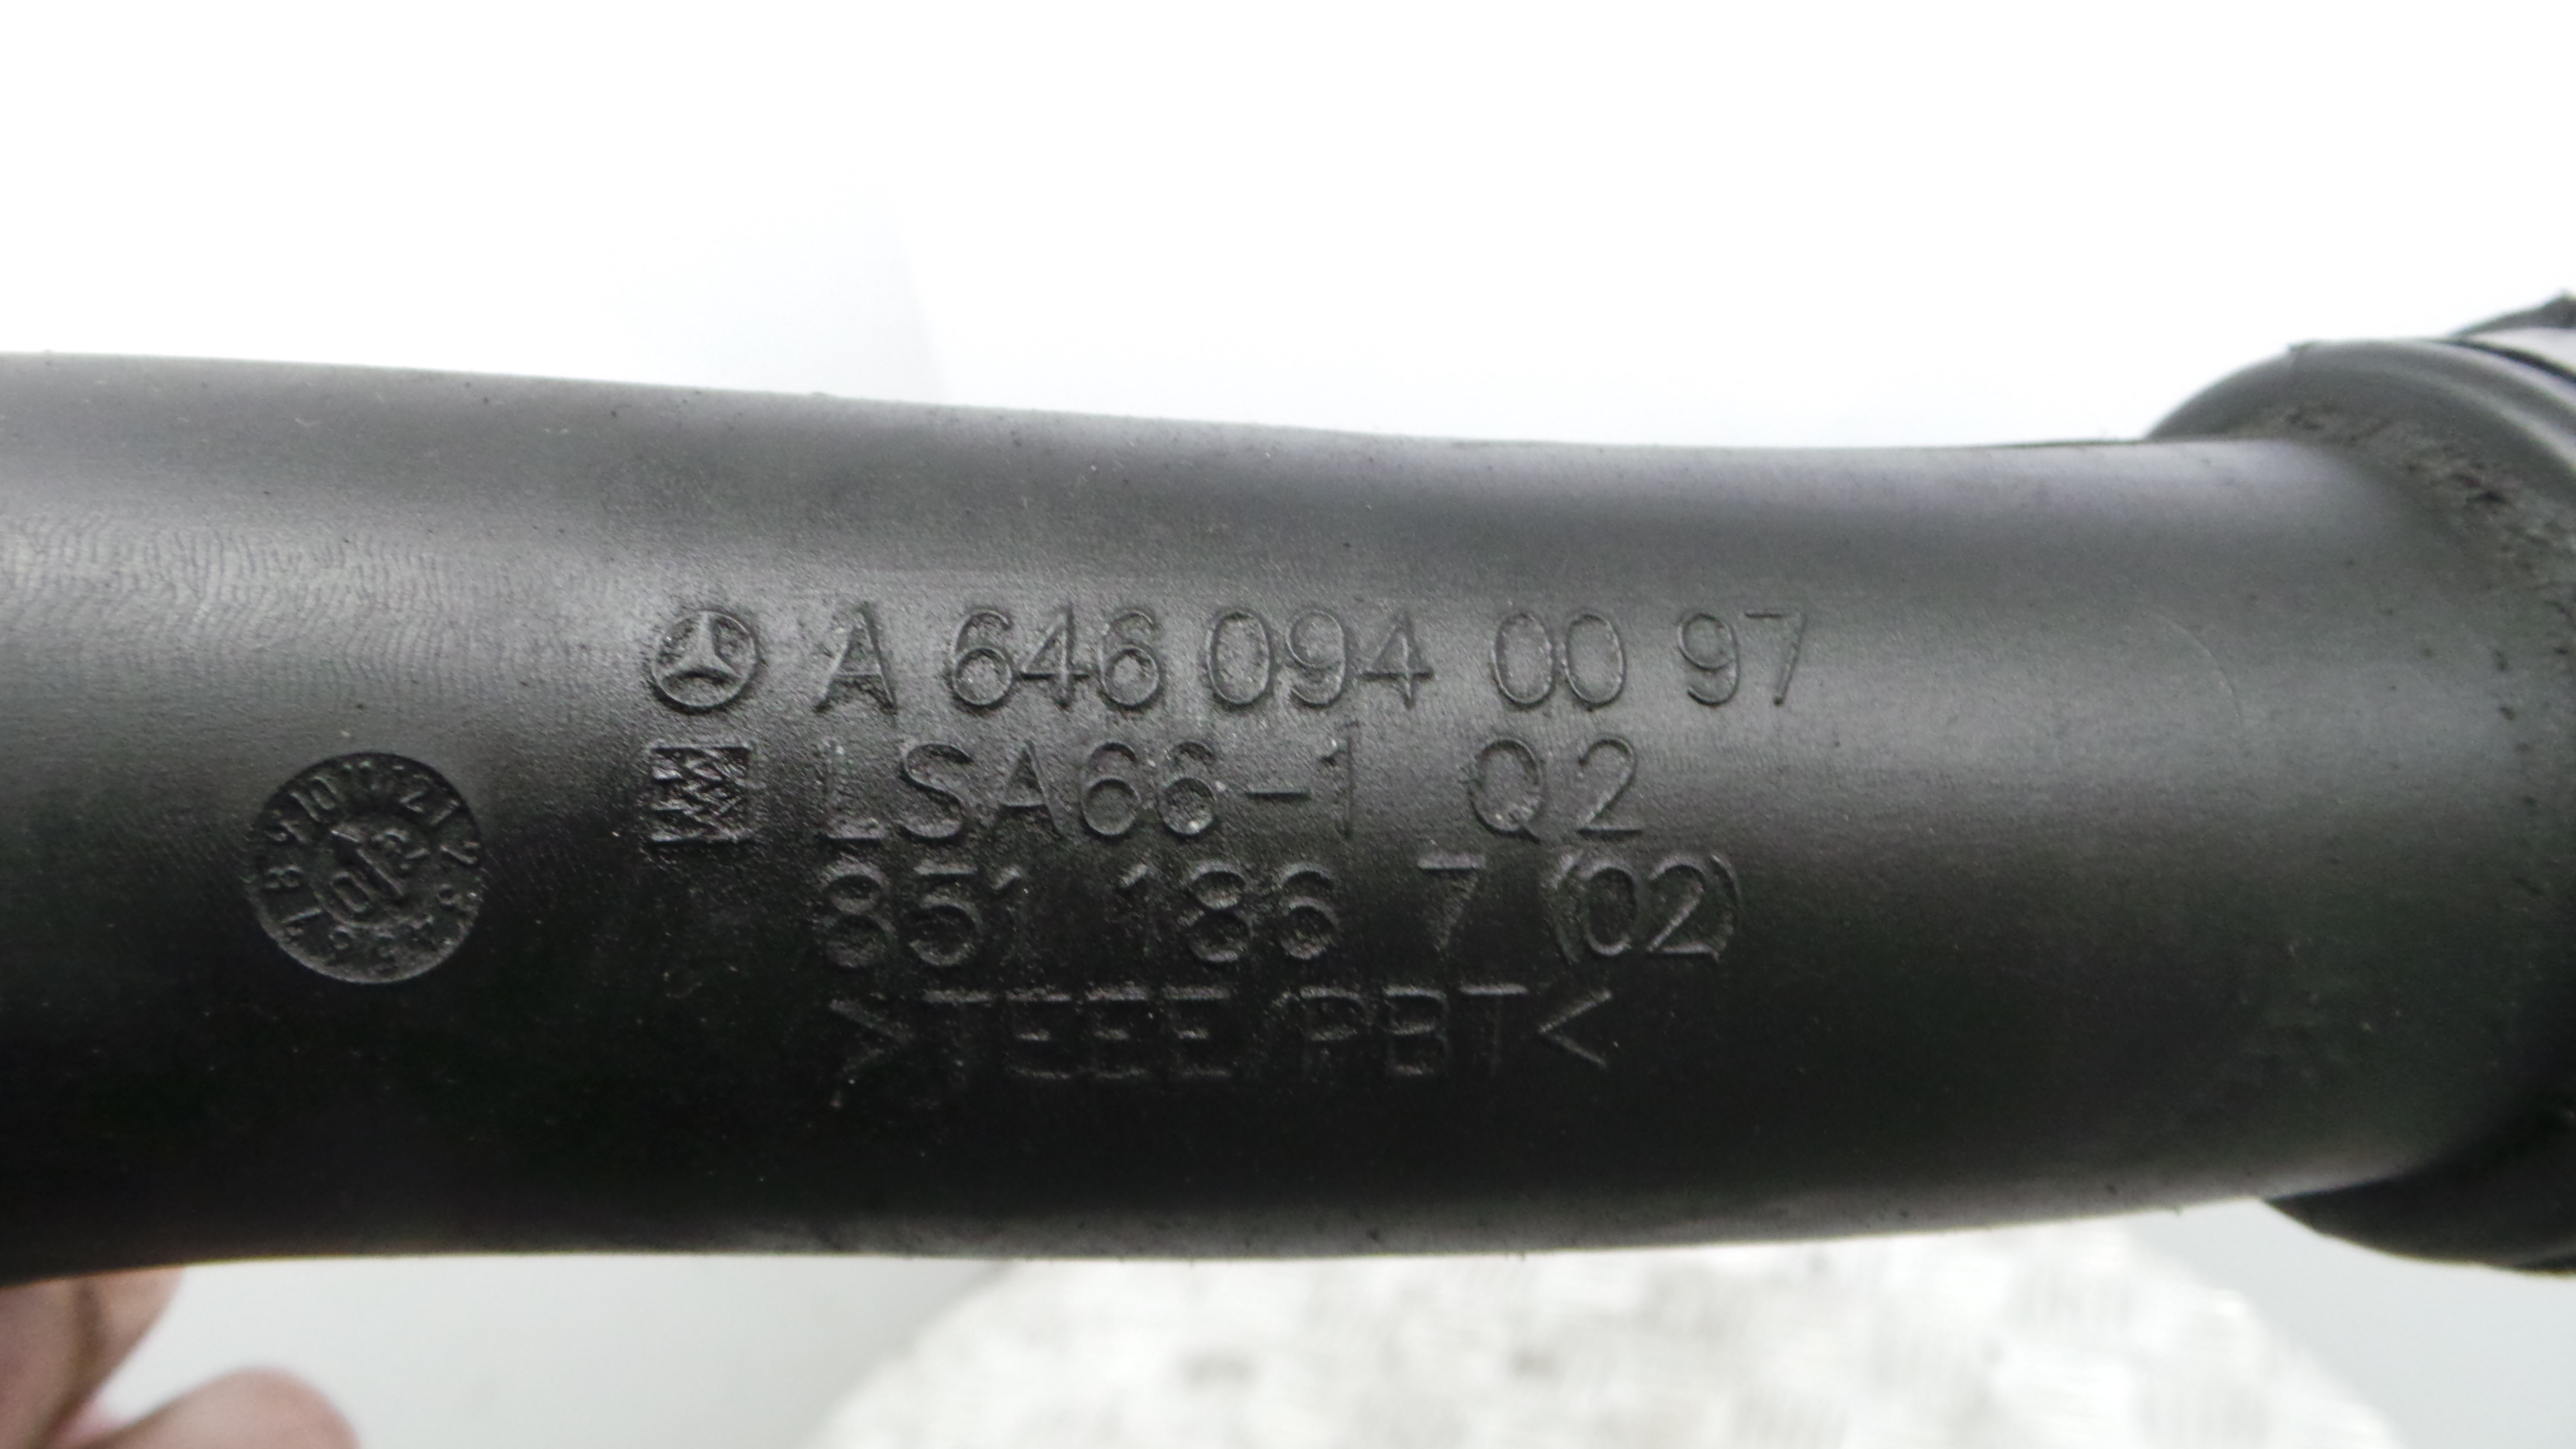 A 646 094 00 97
LSA66-1 Q2
851 186 7 (02)
>TEEE/PBT<